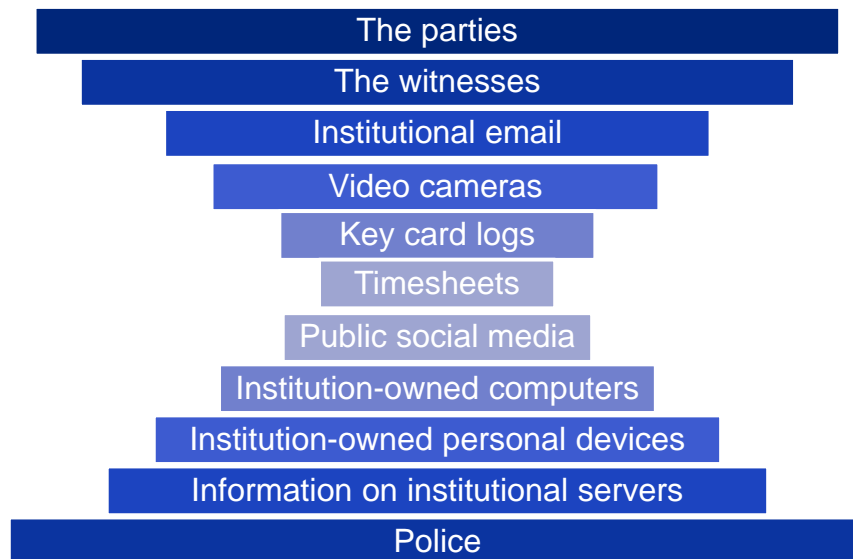 The parties
The witnesses
Institutional email
Video cameras
Key card logs
Timesheets
Public social media
Institution-owned computers
Institution-owned personal devices
Information on institutional servers
Police